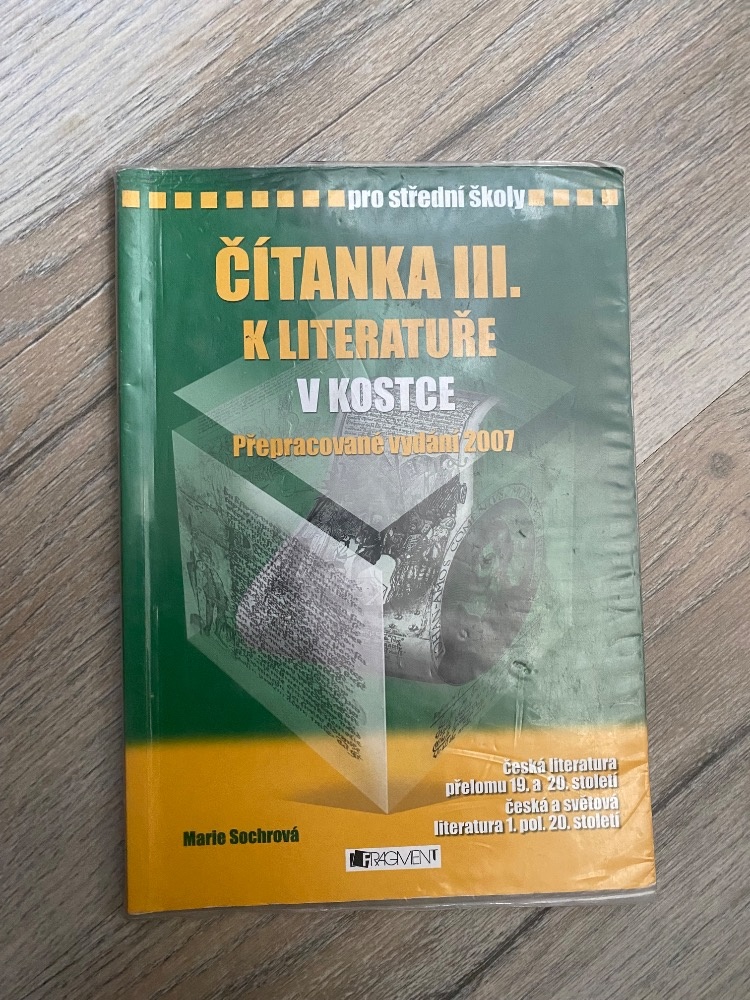 pro střední školy
ČÍTANKA III.
K LITERATUŘE
V KOSTCE
Přepracované vydání 2007
česká literatura
přelomu 19. a 20. století
česká a světová
literatura 1. pol. 20. století
Marie Sochrová
FRAGMENT